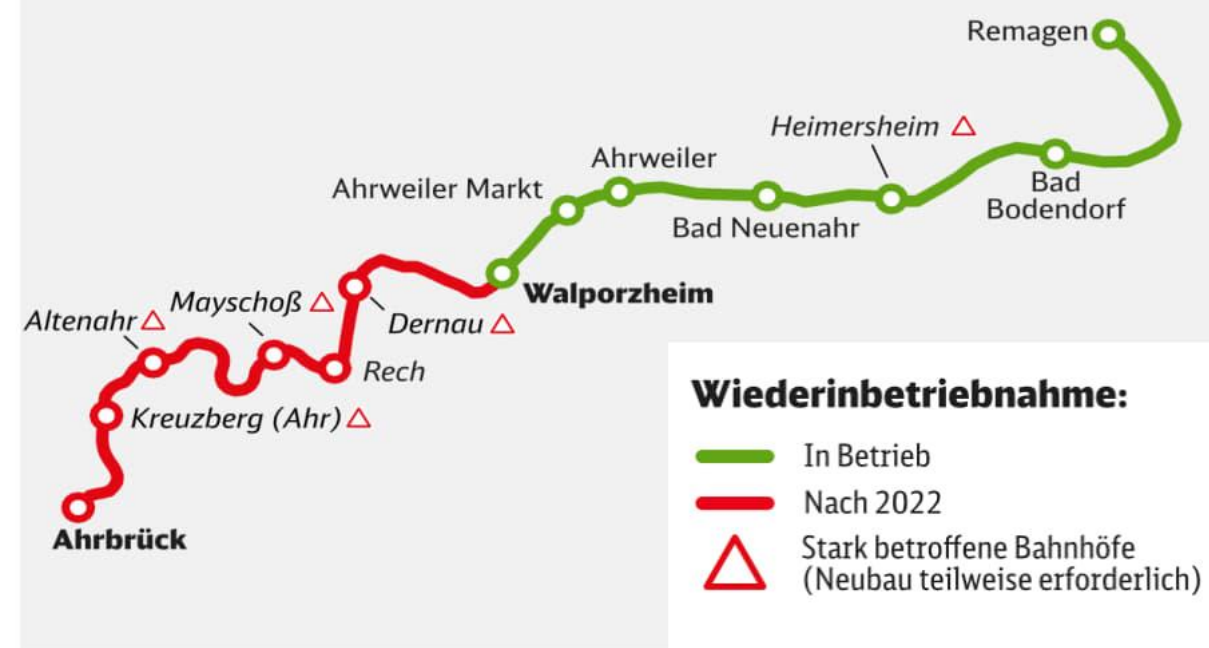 Remagen
Heimersheim
Ahrweiler
Ahrweiler Markt
Bad
Bodendorf
Bad Neuenahr
Walporzheim
Mayschoß
Altenahr
Dernau
Rech
Kreuzberg (Ahr)
Ahrbrück
Wiederinbetriebnahme:
In Betrieb
Nach 2022
Stark betroffene Bahnhöfe
(Neubau teilweise erforderlich)